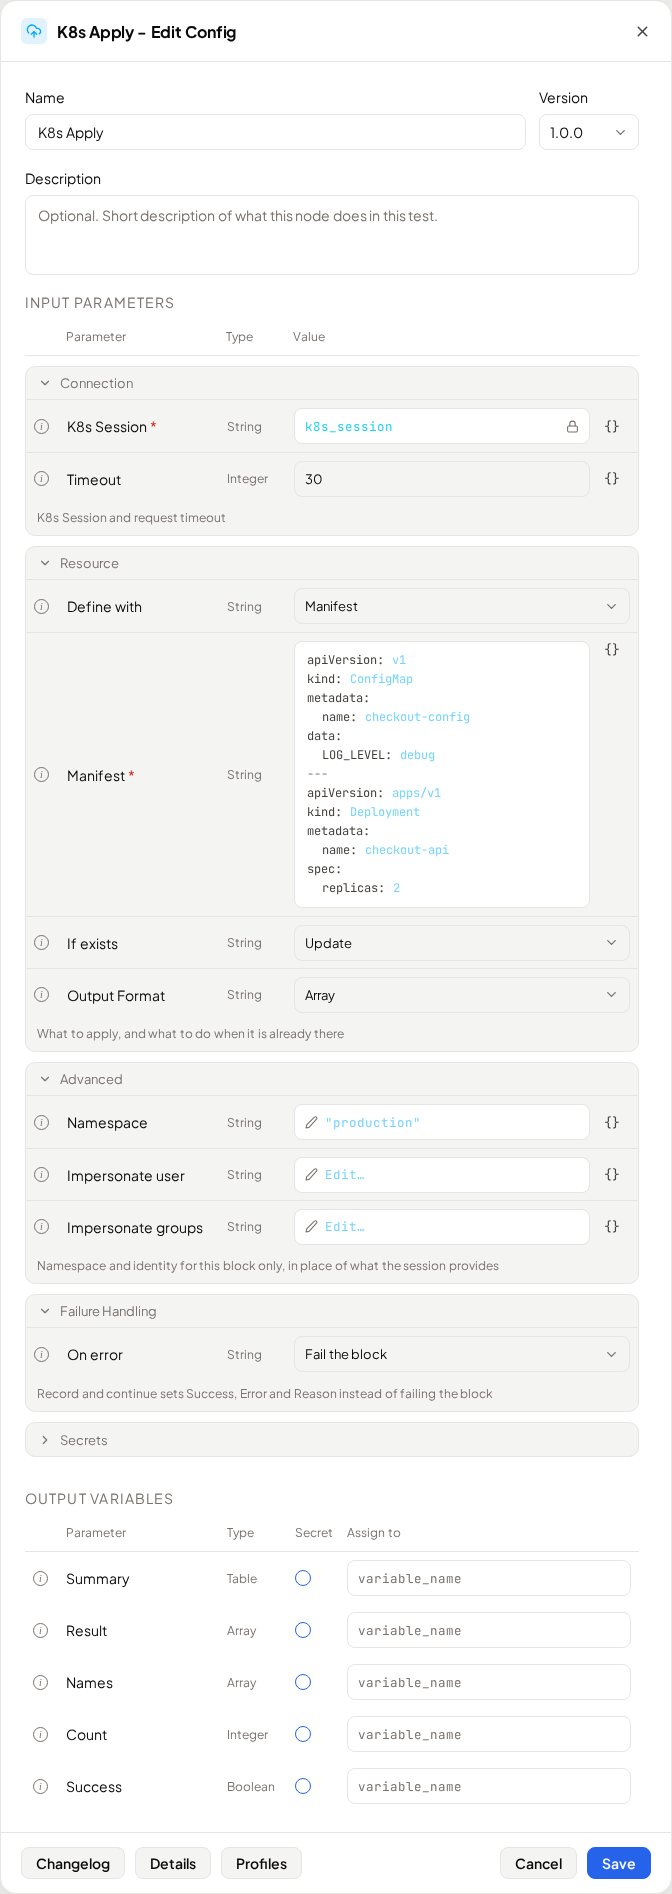 K8s Apply – Edit Config
Name
Version
K8s Apply
1.0.0
Description
Optional. Short description of what this node does in this test.
INPUT PARAMETERS
Parameter Type Value
Connection
K8s Session * String k8s_session {}
Timeout Integer 30 {}
K8s Session and request timeout
Resource
Define with String Manifest
Manifest * String {}
apiVersion: v1
kind: ConfigMap
metadata:
  name: checkout-config
data:
  LOG_LEVEL: debug
---
apiVersion: apps/v1
kind: Deployment
metadata:
  name: checkout-api
spec:
  replicas: 2
If exists String Update
Output Format String Array
What to apply, and what to do when it is already there
Advanced
Namespace String "production" {}
Impersonate user String Edit… {}
Impersonate groups String Edit… {}
Namespace and identity for this block only, in place of what the session provides
Failure Handling
On error String Fail the block
Record and continue sets Success, Error and Reason instead of failing the block
Secrets
OUTPUT VARIABLES
Parameter Type Secret Assign to
Summary Table variable_name
Result Array variable_name
Names Array variable_name
Count Integer variable_name
Success Boolean variable_name
Changelog Details Profiles Cancel Save